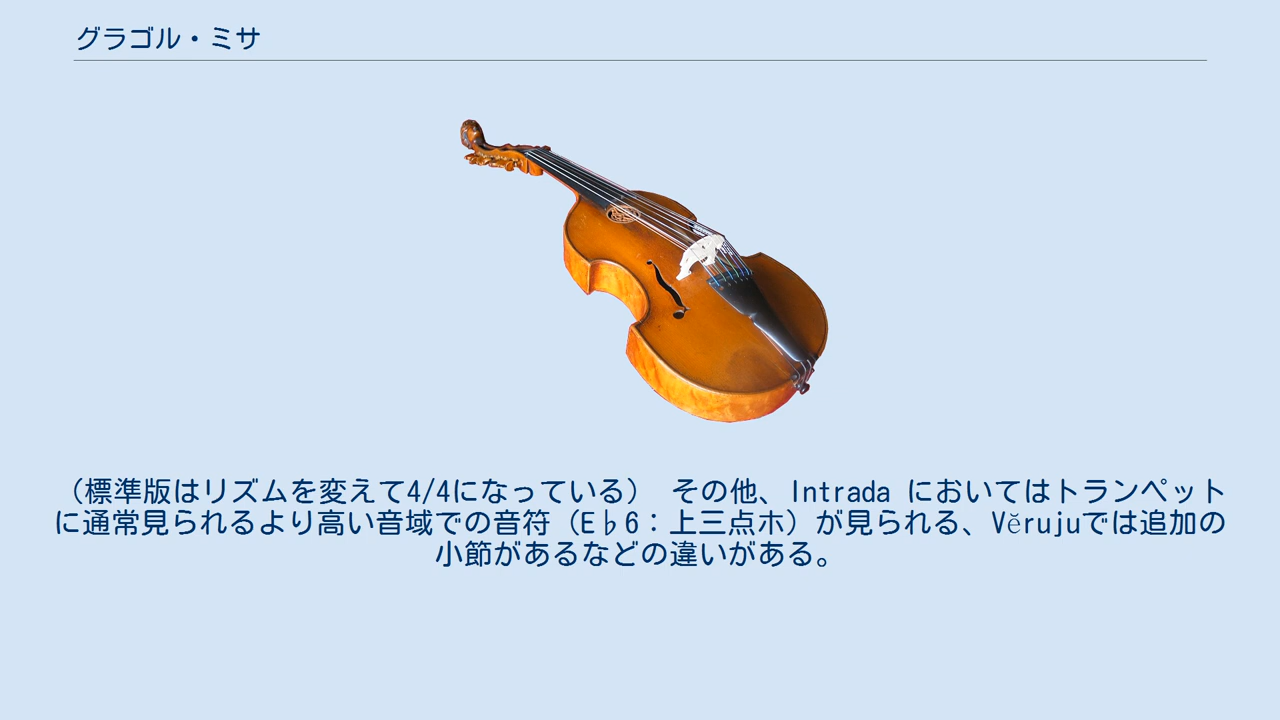 グラゴル・ミサ
（標準版はリズムを変えて4/4になっている） その他、Intrada においてはトランペット
に通常見られるより高い音域での音符（E♭6：上三点ホ）が見られる、Věrujuでは追加の
小節があるなどの違いがある。